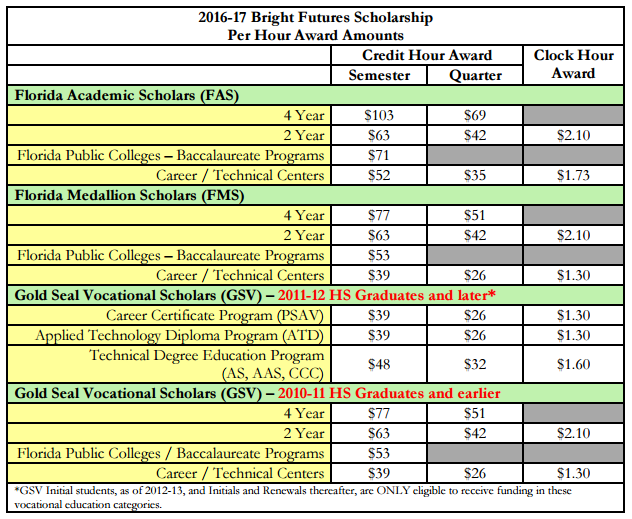 2016-17 Bright Futures Scholarship
Per Hour Award Amounts
Credit Hour Award Clock Hour
Semester Quarter Award
Florida Academic Scholars (FAS)
4 Year $103 $69
2 Year $63 $42 $2.10
Florida Public Colleges – Baccalaureate Programs $71
Career / Technical Centers $52 $35 $1.73
Florida Medallion Scholars (FMS)
4 Year $77 $51
2 Year $63 $42 $2.10
Florida Public Colleges – Baccalaureate Programs $53
Career / Technical Centers $39 $26 $1.30
Gold Seal Vocational Scholars (GSV) – 2011-12 HS Graduates and later*
Career Certificate Program (PSAV) $39 $26 $1.30
Applied Technology Diploma Program (ATD) $39 $26 $1.30
Technical Degree Education Program
(AS, AAS, CCC) $48 $32 $1.60
Gold Seal Vocational Scholars (GSV) – 2010-11 HS Graduates and earlier
4 Year $77 $51
2 Year $63 $42 $2.10
Florida Public Colleges / Baccalaureate Programs $53
Career / Technical Centers $39 $26 $1.30
*GSV Initial students, as of 2012-13, and Initials and Renewals thereafter, are ONLY eligible to receive funding in these
vocational education categories.